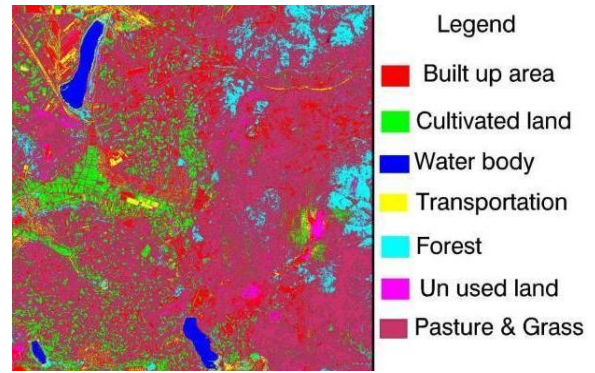 Legend
Built up area
Cultivated land
Water body
Transportation
Forest
Un used land
Pasture & Grass